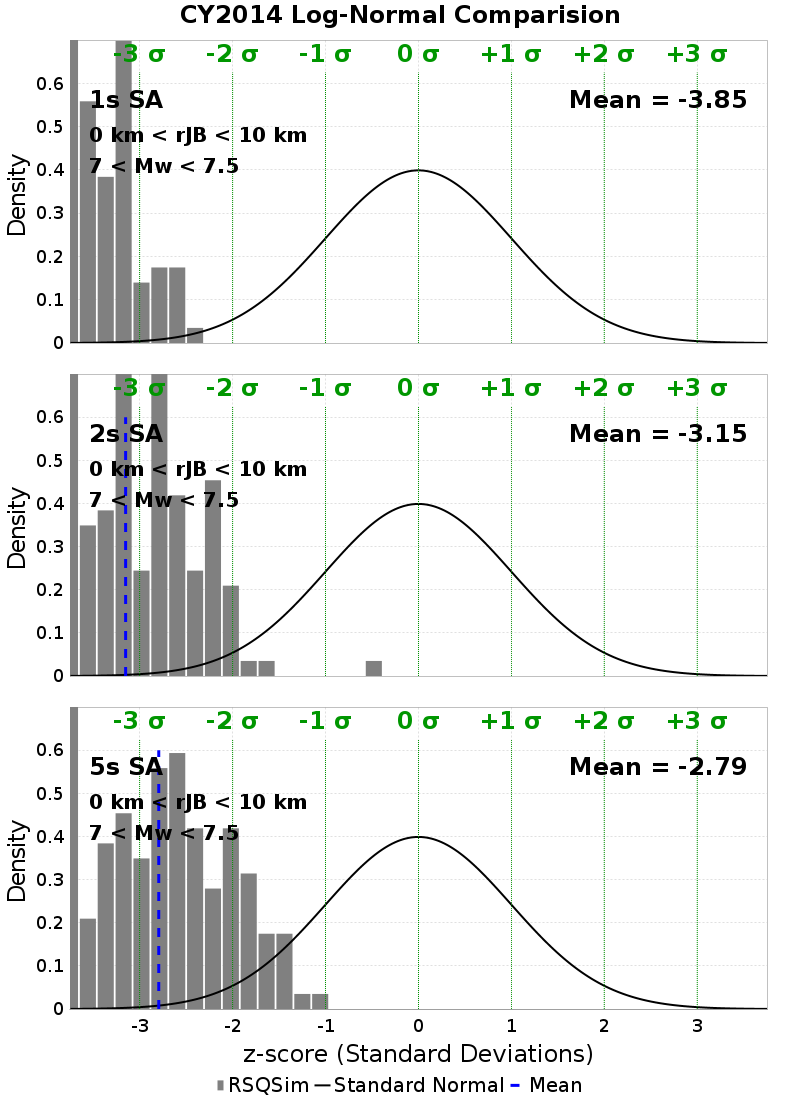 CY2014 Log-Normal Comparision
-3 σ -2 σ -1 σ 0 σ +1 σ +2 σ +3 σ
1s SA
Mean = -3.85
0 km < rJB < 10 km
7 < Mw < 7.5
Density
0.6
0.5
0.4
0.3
0.2
0.1
0
-3 σ -2 σ -1 σ 0 σ +1 σ +2 σ +3 σ
2s SA
Mean = -3.15
0 km < rJB < 10 km
7 < Mw < 7.5
Density
0.6
0.5
0.4
0.3
0.2
0.1
0
-3 σ -2 σ -1 σ 0 σ +1 σ +2 σ +3 σ
5s SA
Mean = -2.79
0 km < rJB < 10 km
7 < Mw < 7.5
Density
0.6
0.5
0.4
0.3
0.2
0.1
0
-3 -2 -1 0 1 2 3
z-score (Standard Deviations)
RSQSim Standard Normal Mean